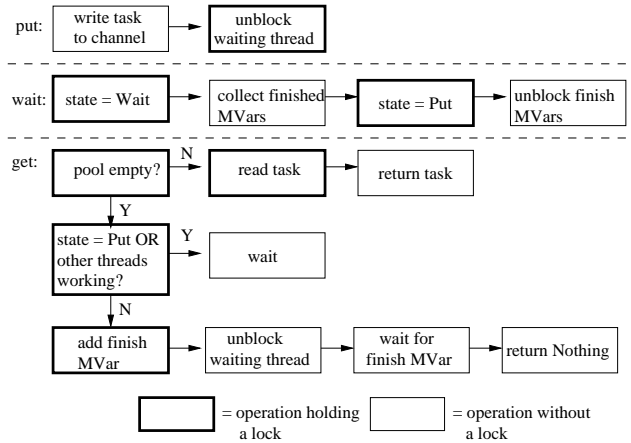 put:
write task
to channel
unblock
waiting thread
wait:
state = Wait
collect finished
MVars
state = Put
unblock finish
MVars
get:
pool empty?
N
read task
return task
Y
state = Put OR
other threads
working?
Y
wait
N
add finish
MVar
unblock
waiting thread
wait for
finish MVar
return Nothing
= operation holding
a lock
= operation without
a lock